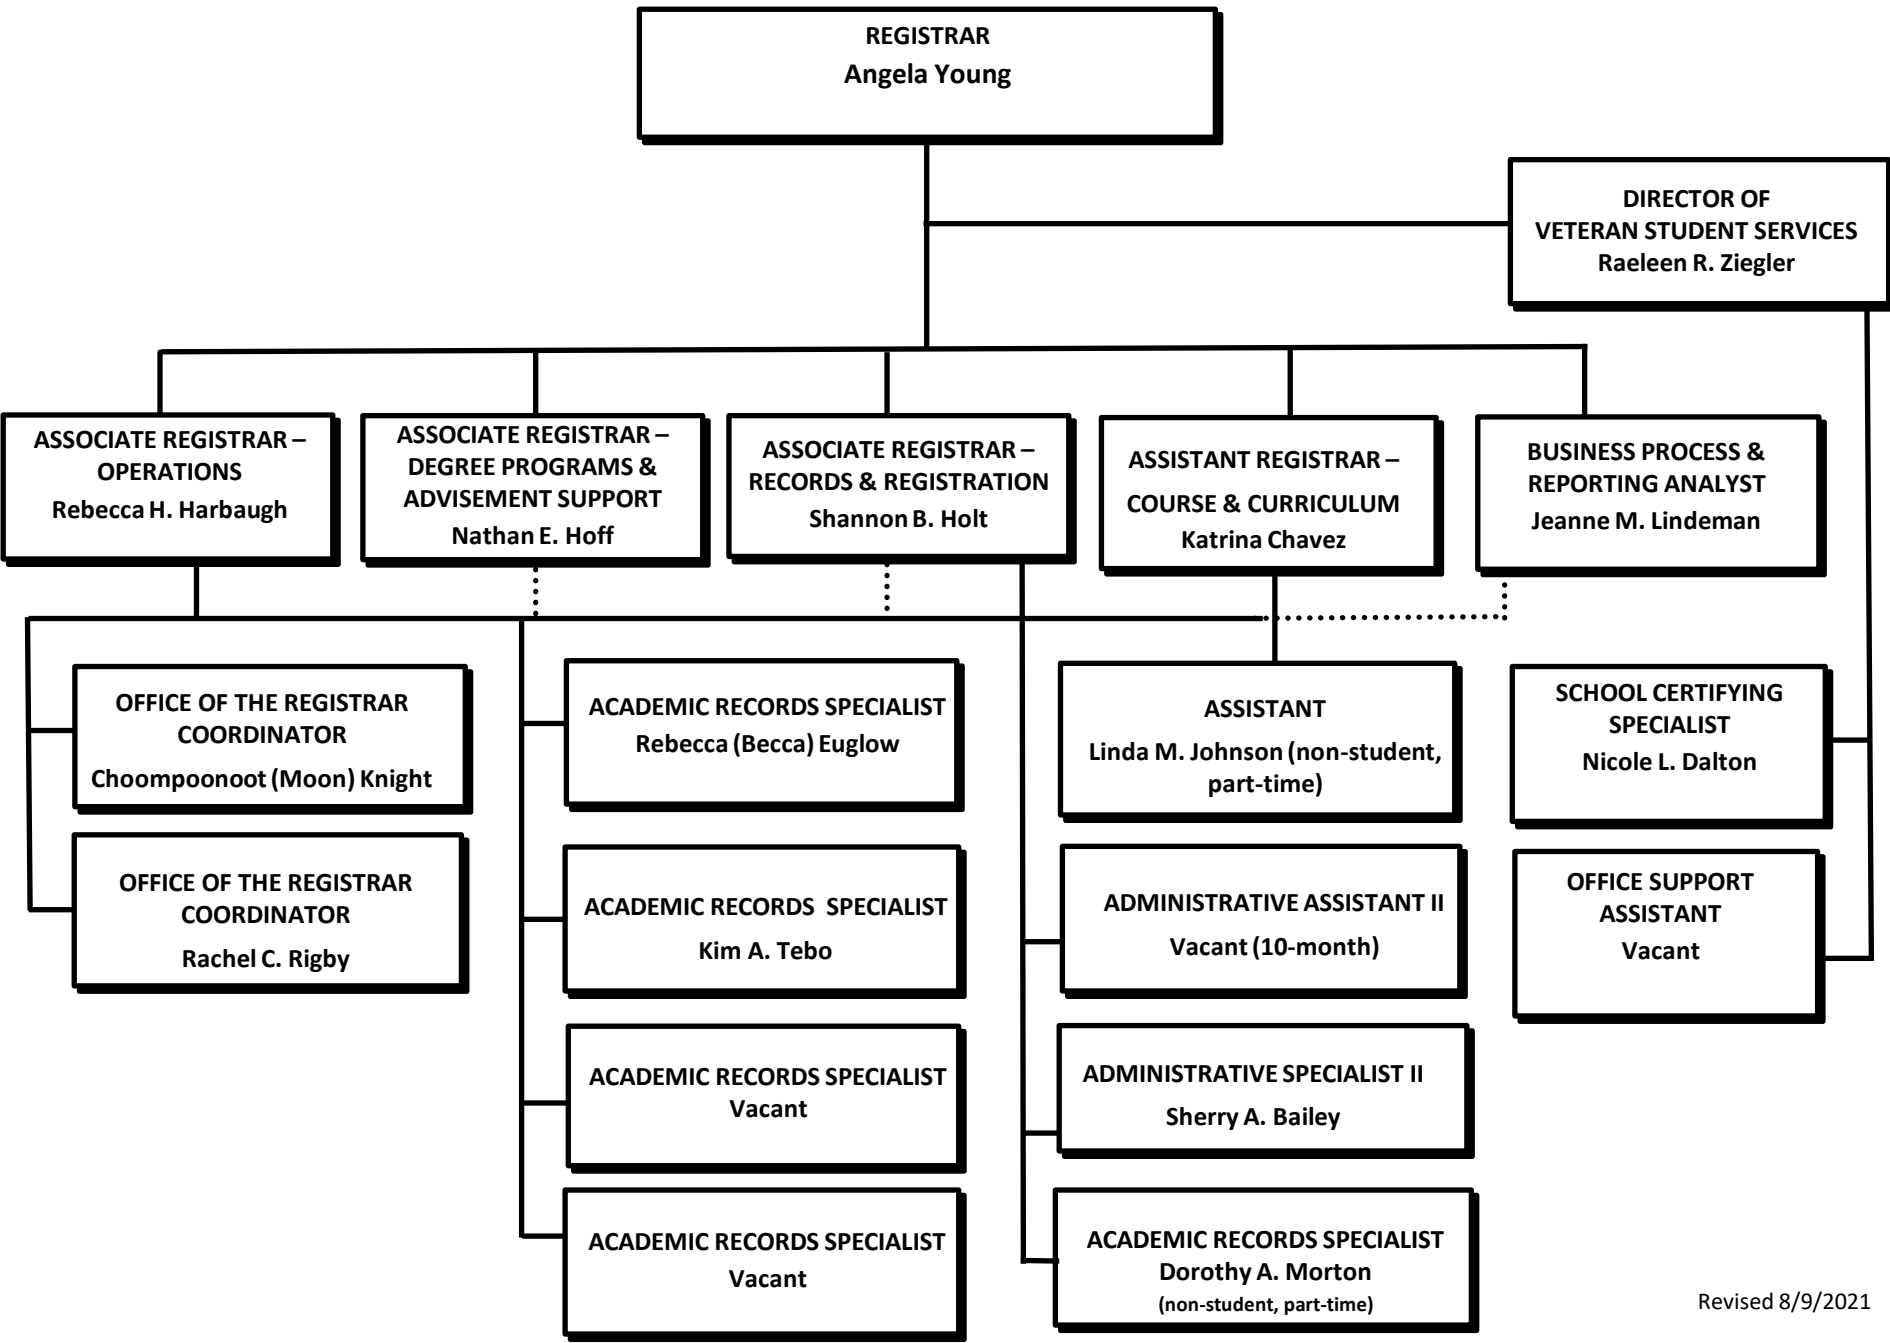 REGISTRAR
Angela Young
DIRECTOR OF
VETERAN STUDENT SERVICES
Raeleen R. Ziegler
ASSOCIATE REGISTRAR –
OPERATIONS
Rebecca H. Harbaugh
ASSOCIATE REGISTRAR –
DEGREE PROGRAMS &
ADVISEMENT SUPPORT
Nathan E. Hoff
ASSOCIATE REGISTRAR –
RECORDS & REGISTRATION
Shannon B. Holt
ASSISTANT REGISTRAR –
COURSE & CURRICULUM
Katrina Chavez
BUSINESS PROCESS &
REPORTING ANALYST
Jeanne M. Lindeman
OFFICE OF THE REGISTRAR
COORDINATOR
Choompoonoot (Moon) Knight
ACADEMIC RECORDS SPECIALIST
Rebecca (Becca) Euglow
ASSISTANT
Linda M. Johnson (non-student,
part-time)
SCHOOL CERTIFYING
SPECIALIST
Nicole L. Dalton
OFFICE OF THE REGISTRAR
COORDINATOR
Rachel C. Rigby
ACADEMIC RECORDS SPECIALIST
Kim A. Tebo
ADMINISTRATIVE ASSISTANT II
Vacant (10-month)
OFFICE SUPPORT
ASSISTANT
Vacant
ACADEMIC RECORDS SPECIALIST
Vacant
ADMINISTRATIVE SPECIALIST II
Sherry A. Bailey
ACADEMIC RECORDS SPECIALIST
Vacant
ACADEMIC RECORDS SPECIALIST
Dorothy A. Morton
(non-student, part-time)
Revised 8/9/2021